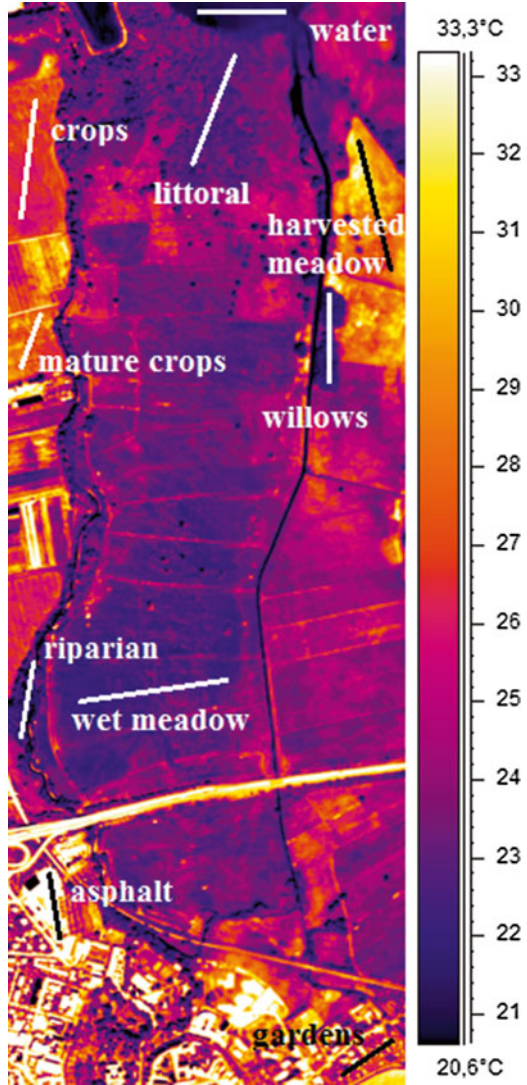 water
33,3°C
crops
littoral
harvested
meadow
mature crops
willows
riparian
wet meadow
asphalt
gardens
33
32
31
30
29
28
27
26
25
24
23
22
21
20,6°C